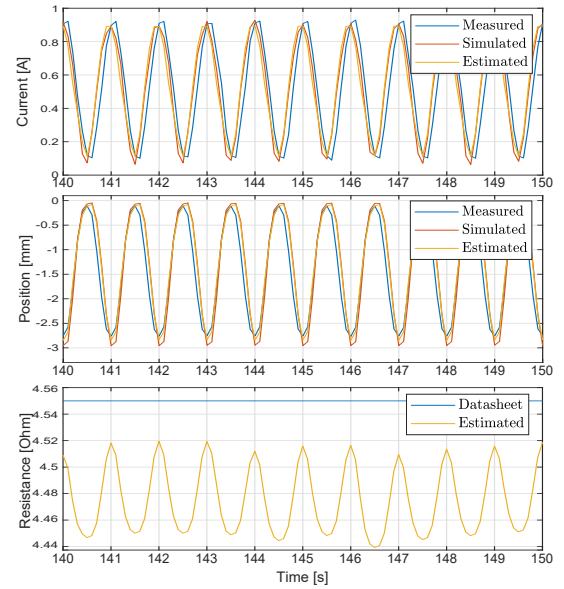 Current [A]
1
0.8
0.6
0.4
0.2
0
Measured
Simulated
Estimated
140 141 142 143 144 145 146 147 148 149 150
Position [mm]
0
-0.5
-1
-1.5
-2
-2.5
-3
Measured
Simulated
Estimated
140 141 142 143 144 145 146 147 148 149 150
Resistance [Ohm]
4.56
4.54
4.52
4.5
4.48
4.46
4.44
Datasheet
Estimated
140 141 142 143 144 145 146 147 148 149 150
Time [s]